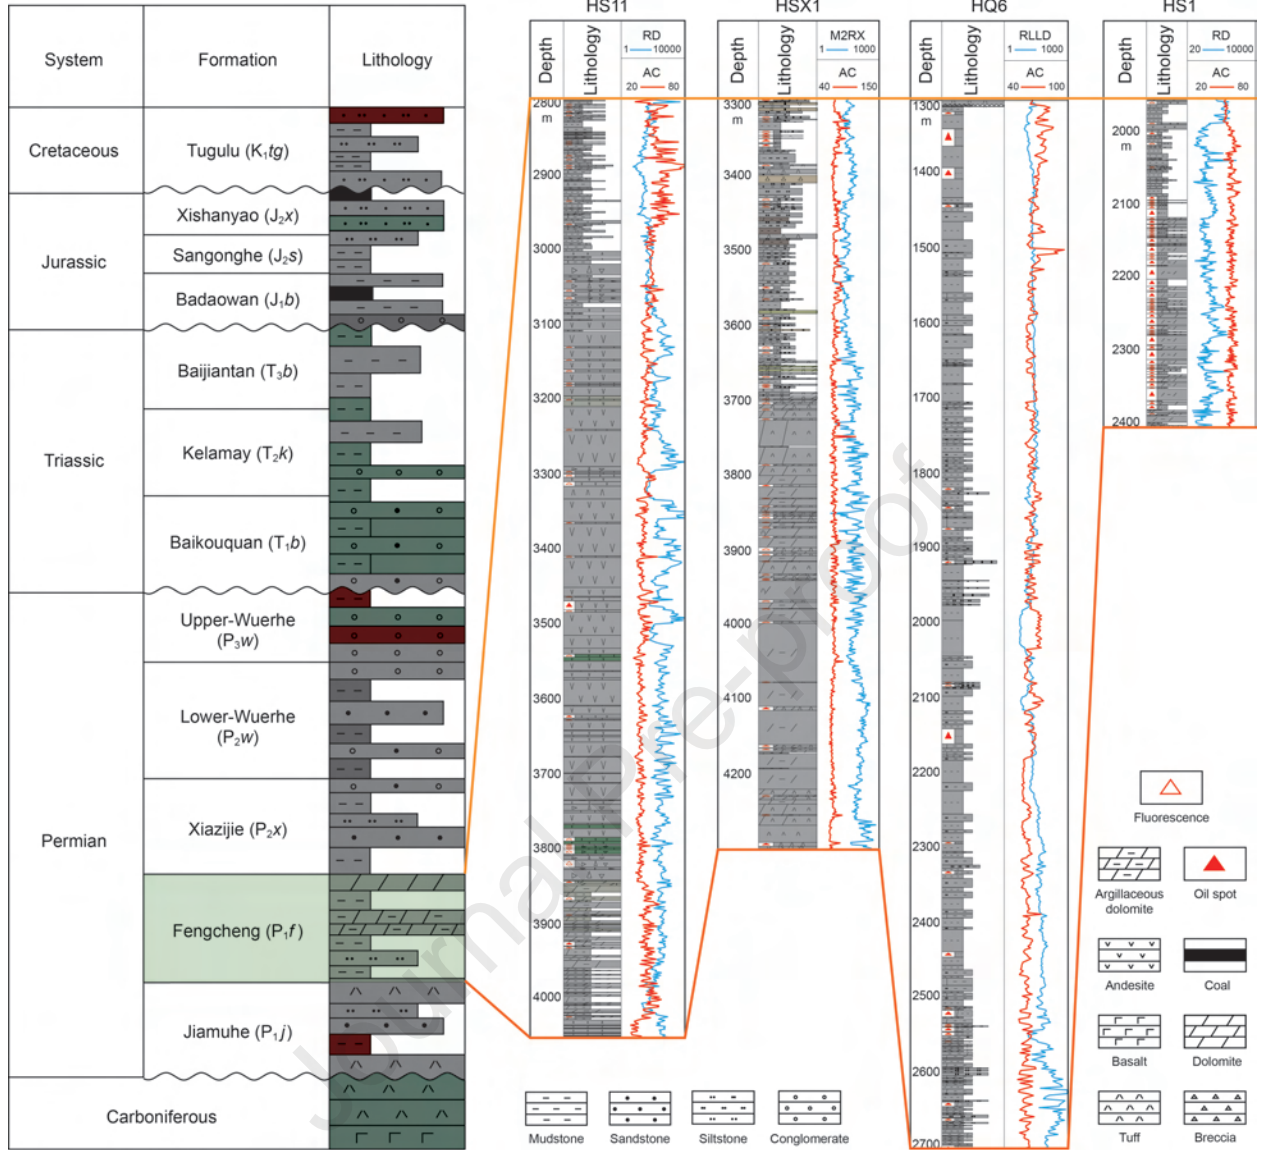 System
Formation
Lithology
Cretaceous
Tugulu (K₁tg)
Jurassic
Xishanyao (J₂x)
Sangonghe (J₂s)
Badaowan (J₁b)
Triassic
Baijiantan (T₃b)
Kelamay (T₂k)
Baikouquan (T₁b)
Permian
Upper-Wuerhe
(P₃w)
Lower-Wuerhe
(P₂w)
Xiazijie (P₂x)
Fengcheng (P₁f)
Jiamuhe (P₁j)
Carboniferous
HS11
Depth
Lithology
RD
1 10000
AC
20 80
2800
m
2900
3000
3100
3200
3300
3400
3500
3600
3700
3800
3900
4000
HSX1
Depth
Lithology
M2RX
1 1000
AC
40 150
3300
m
3400
3500
3600
3700
3800
3900
4000
4100
4200
HQ6
Depth
Lithology
RLLD
1 1000
AC
40 100
1300
m
1400
1500
1600
1700
1800
1900
2000
2100
2200
2300
2400
2500
2600
2700
HS1
Depth
Lithology
RD
20 10000
AC
20 80
2000
m
2100
2200
2300
2400
Fluorescence
Argillaceous
dolomite
Oil spot
Andesite
Coal
Basalt
Dolomite
Tuff
Breccia
Mudstone
Sandstone
Siltstone
Conglomerate
Journal Pre-proof